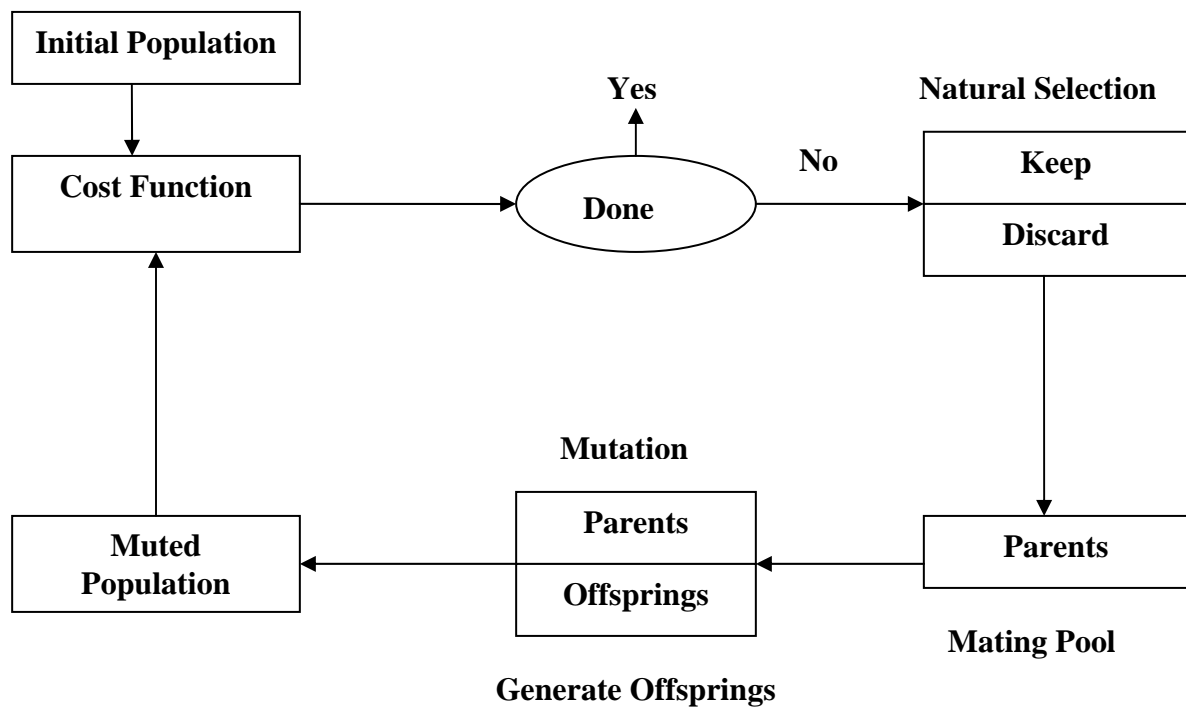 Initial Population
Yes
Natural Selection
Cost Function
Done
No
Keep
Discard
Mutation
Muted
Population
Parents
Offsprings
Parents
Mating Pool
Generate Offsprings